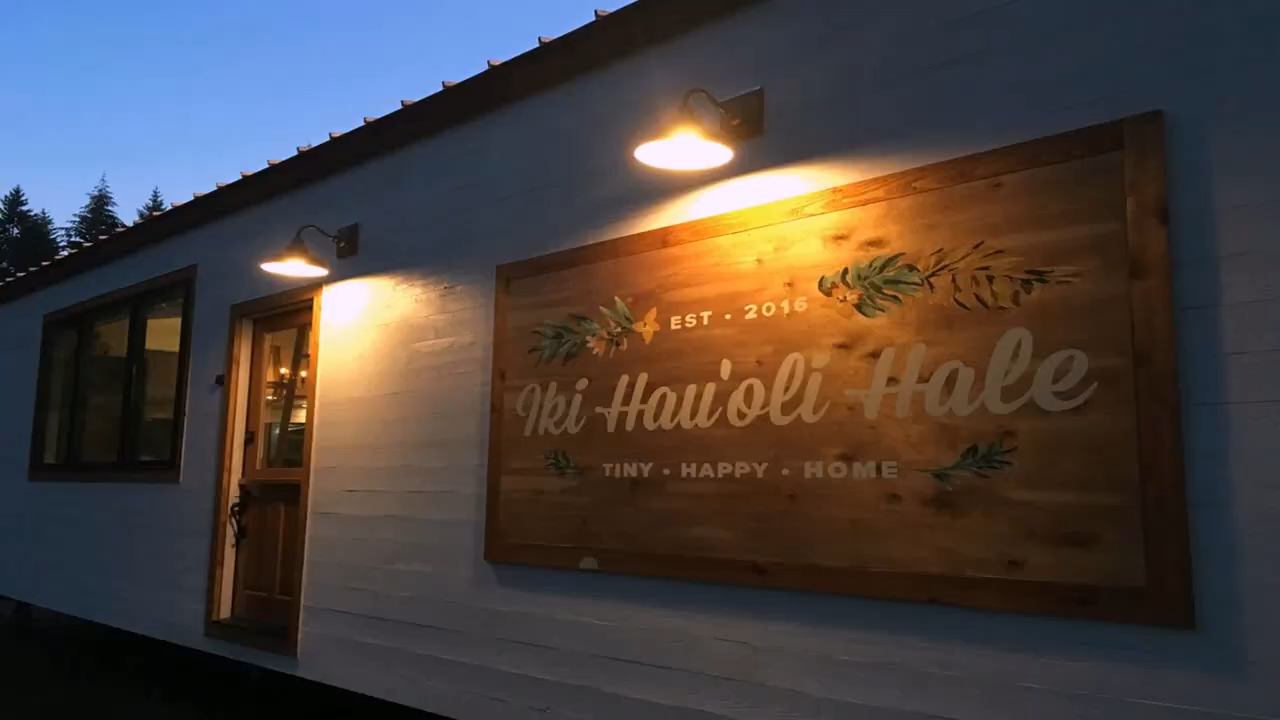 EST • 2016
Iki Hau'oli Hale
TINY • HAPPY • HOME